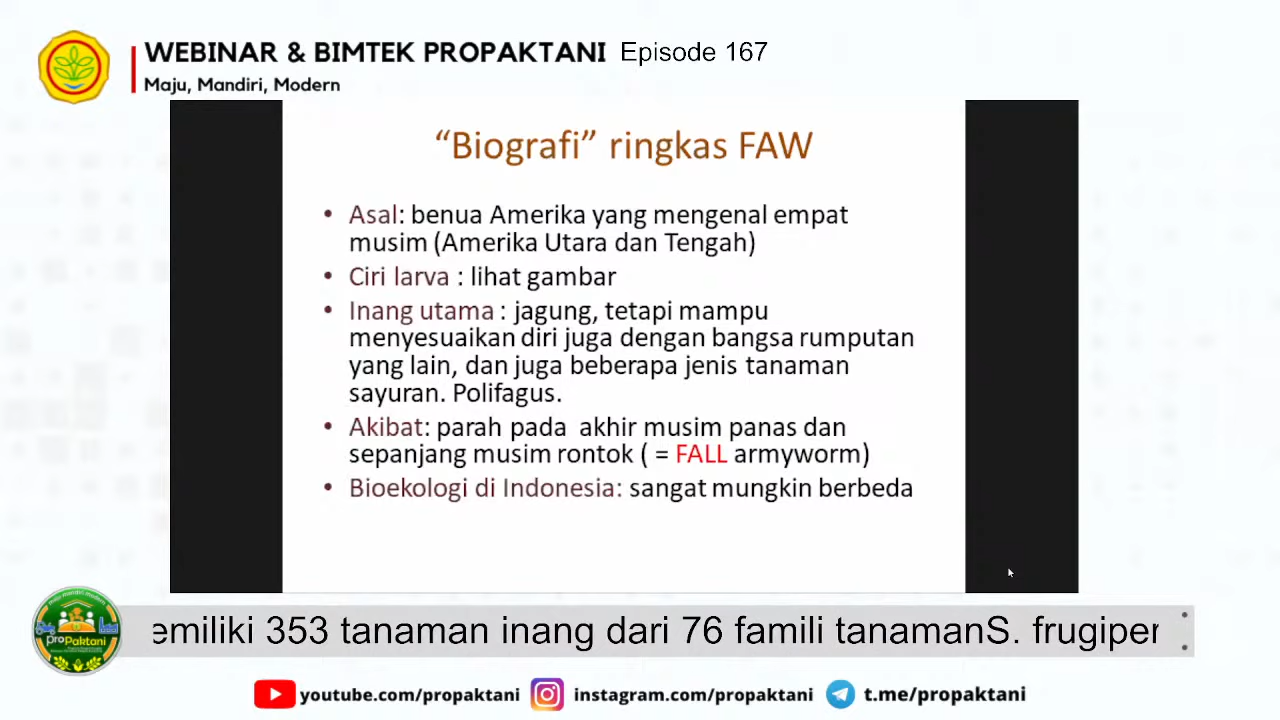 WEBINAR & BIMTEK PROPAKTANI Episode 167
Maju, Mandiri, Modern
“Biografi” ringkas FAW
• Asal: benua Amerika yang mengenal empat
musim (Amerika Utara dan Tengah)
• Ciri larva : lihat gambar
• Inang utama : jagung, tetapi mampu
menyesuaikan diri juga dengan bangsa rumputan
yang lain, dan juga beberapa jenis tanaman
sayuran. Polifagus.
• Akibat: parah pada akhir musim panas dan
sepanjang musim rontok ( = FALL armyworm)
• Bioekologi di Indonesia: sangat mungkin berbeda
maju mandiri modern
proPaktani
emiliki 353 tanaman inang dari 76 famili tanamanS. frugiper
youtube.com/propaktani instagram.com/propaktani t.me/propaktani